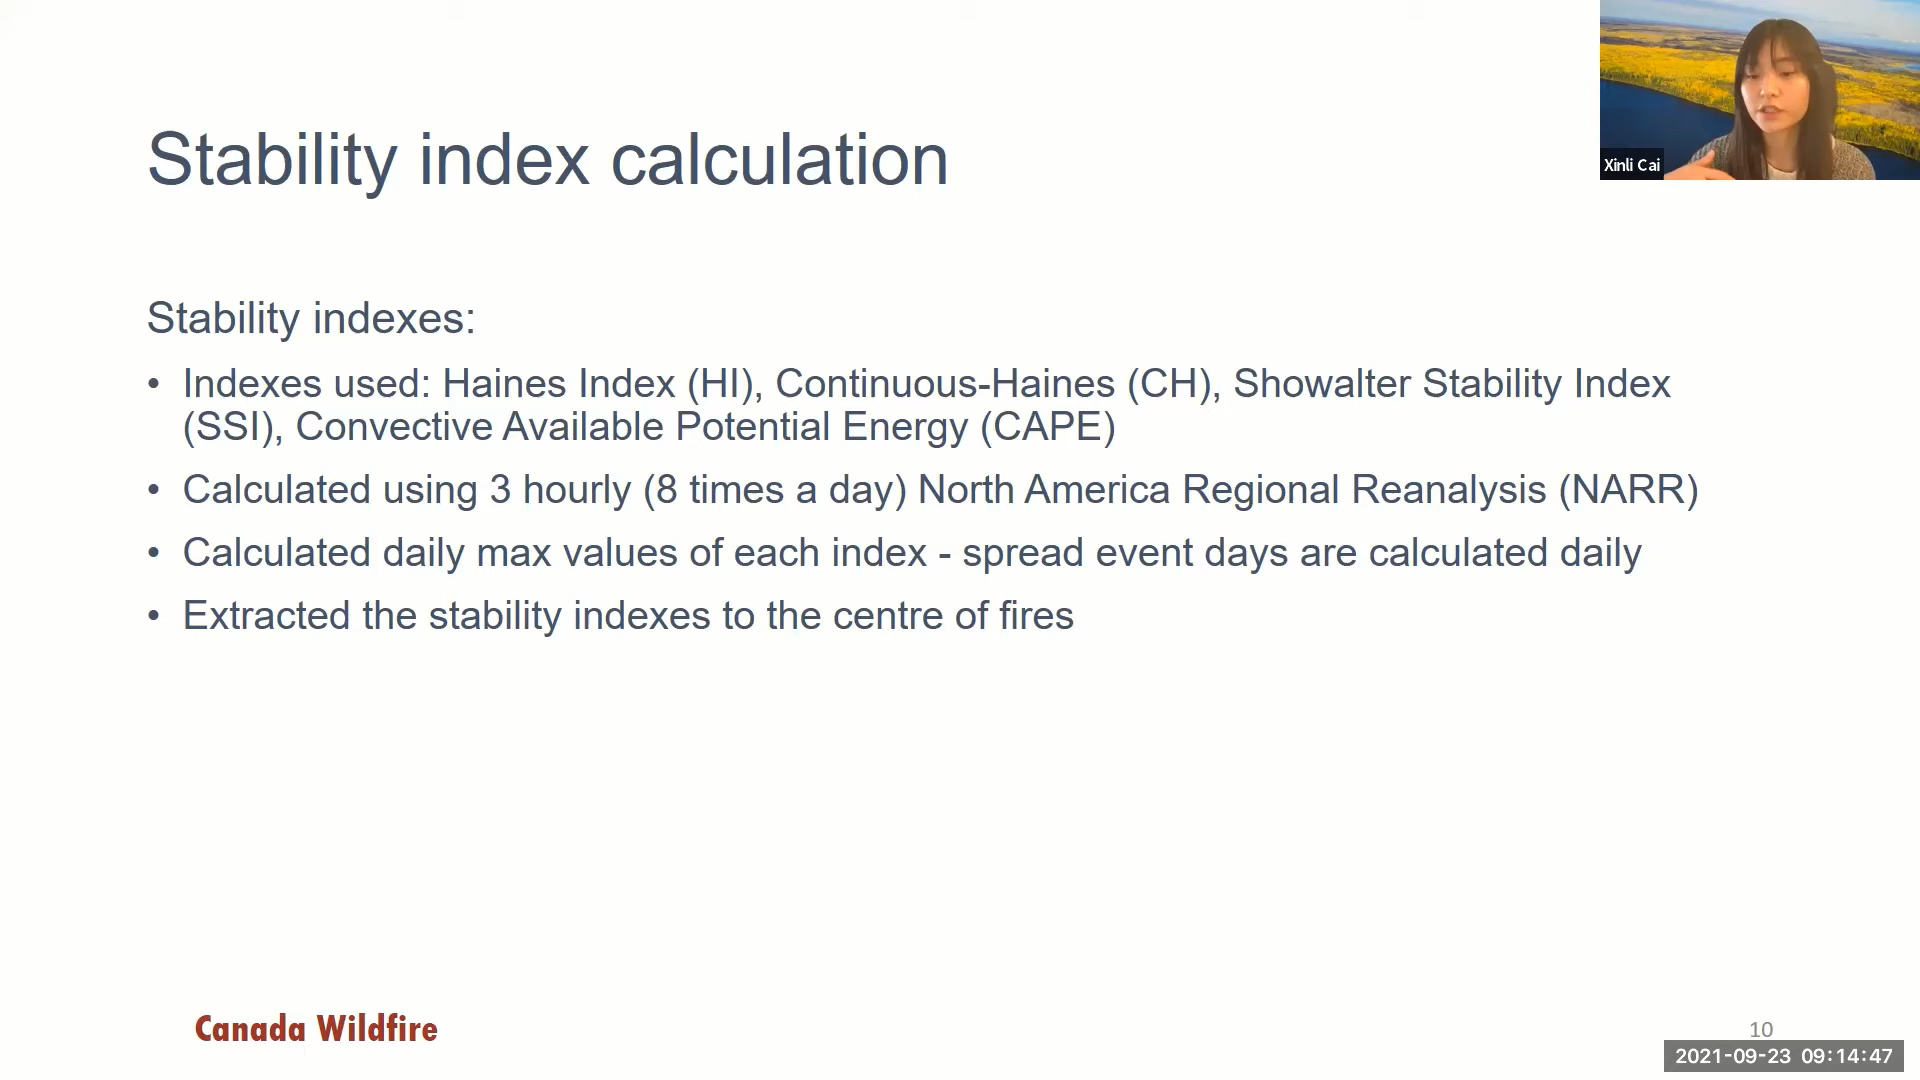 Stability index calculation
Xinli Cai
Stability indexes:
• Indexes used: Haines Index (HI), Continuous-Haines (CH), Showalter Stability Index
(SSI), Convective Available Potential Energy (CAPE)
• Calculated using 3 hourly (8 times a day) North America Regional Reanalysis (NARR)
• Calculated daily max values of each index - spread event days are calculated daily
• Extracted the stability indexes to the centre of fires
Canada Wildfire
10
2021-09-23 09:14:47